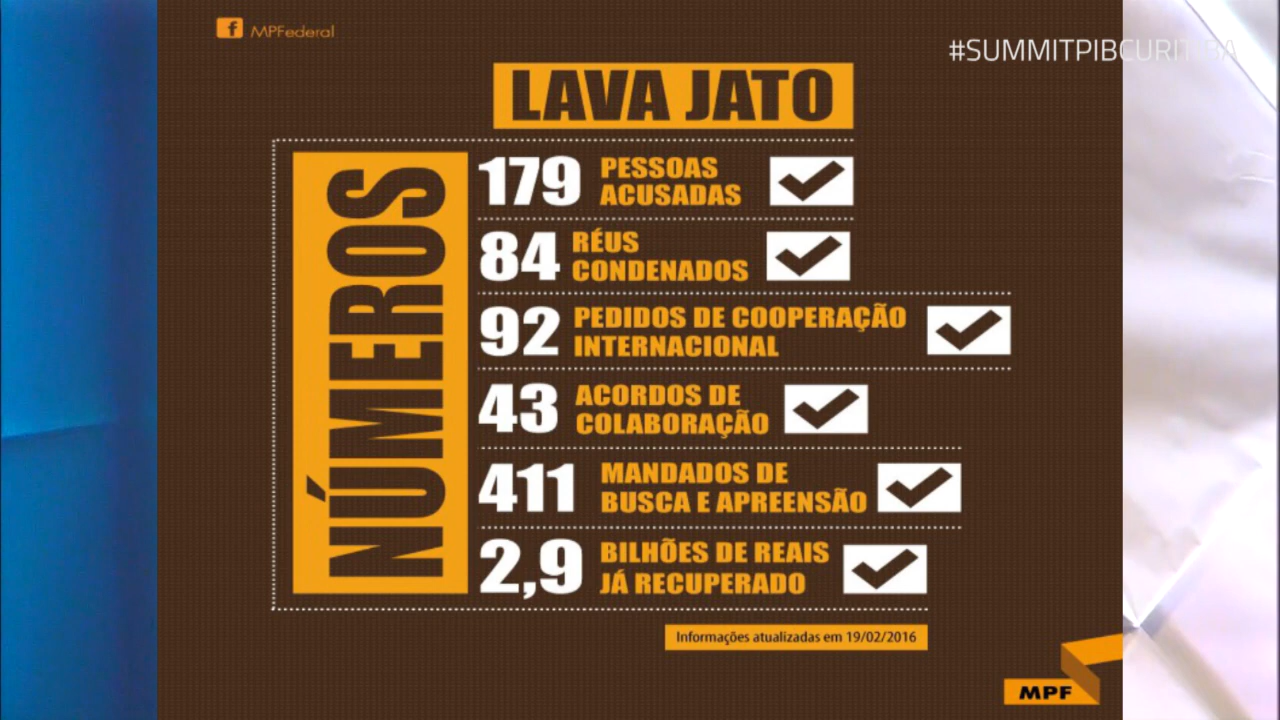 MPFederal
#SUMMITPIBCURITIBA
LAVA JATO
NÚMEROS
179 PESSOAS
ACUSADAS
84 RÉUS
CONDENADOS
92 PEDIDOS DE COOPERAÇÃO
INTERNACIONAL
43 ACORDOS DE
COLABORAÇÃO
411 MANDADOS DE
BUSCA E APREENSÃO
2,9 BILHÕES DE REAIS
JÁ RECUPERADO
Informações atualizadas em 19/02/2016
MPF